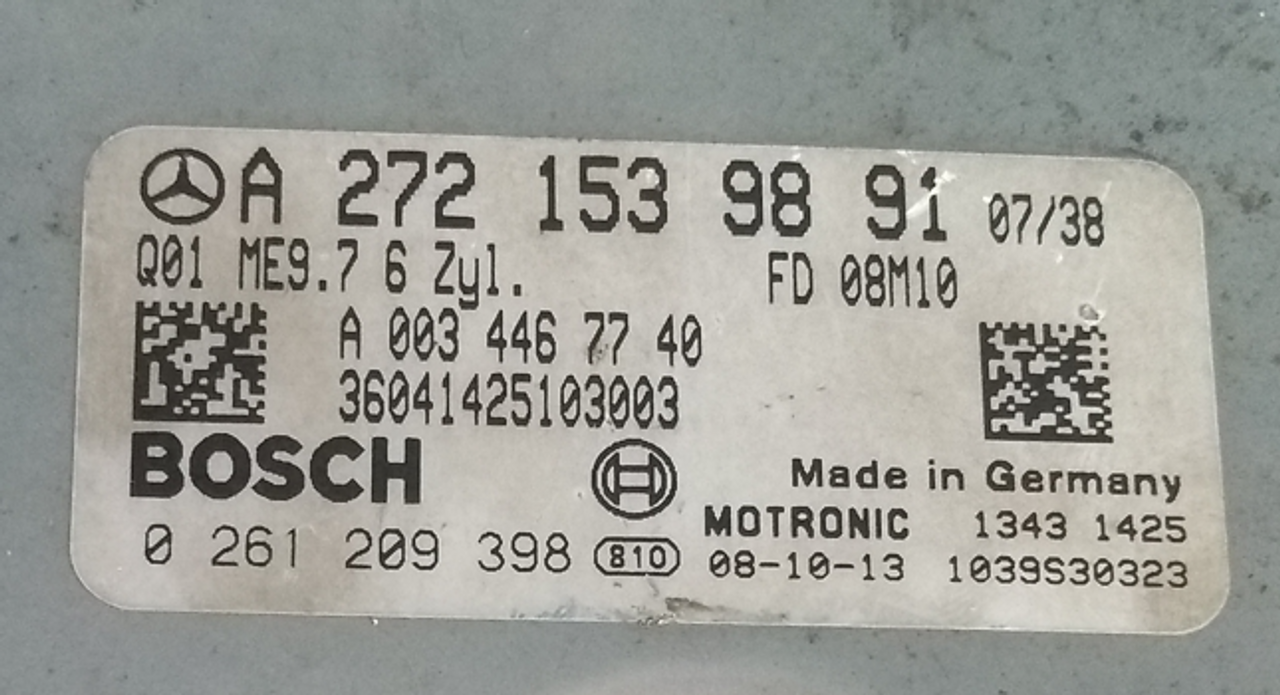 A 272 153 98 91 07/38
Q01 ME9.7 6 Zyl. FD 08M10
A 003 446 77 40
36041425103003
BOSCH
Made in Germany
MOTRONIC 1343 1425
0 261 209 398 810 08-10-13 1039S30323